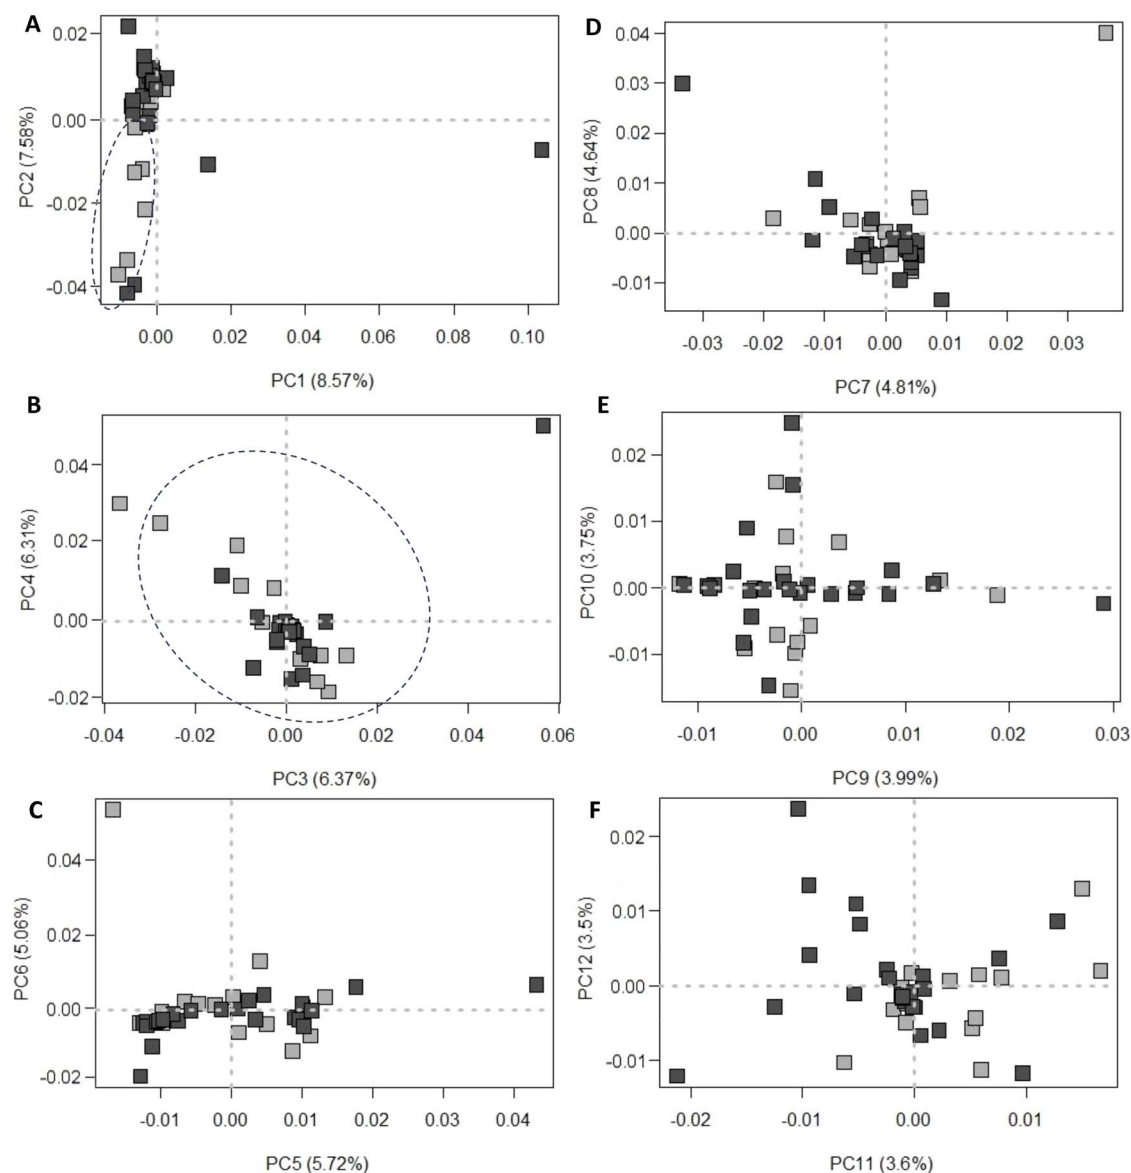 A
0.02
0.00
-0.02
-0.04
PC2 (7.58%)
0.00 0.02 0.04 0.06 0.08 0.10
PC1 (8.57%)
B
0.04
0.02
0.00
-0.02
PC4 (6.31%)
-0.04 -0.02 0.00 0.02 0.04 0.06
PC3 (6.37%)
C
0.04
0.02
0.00
-0.02
PC6 (5.06%)
-0.01 0.00 0.01 0.02 0.03 0.04
PC5 (5.72%)
D
0.04
0.03
0.02
0.01
0.00
-0.01
PC8 (4.64%)
-0.03 -0.02 -0.01 0.00 0.01 0.02 0.03
PC7 (4.81%)
E
0.02
0.01
0.00
-0.01
PC10 (3.75%)
-0.01 0.00 0.01 0.02 0.03
PC9 (3.99%)
F
0.02
0.01
0.00
-0.01
PC12 (3.5%)
-0.02 -0.01 0.00 0.01
PC11 (3.6%)